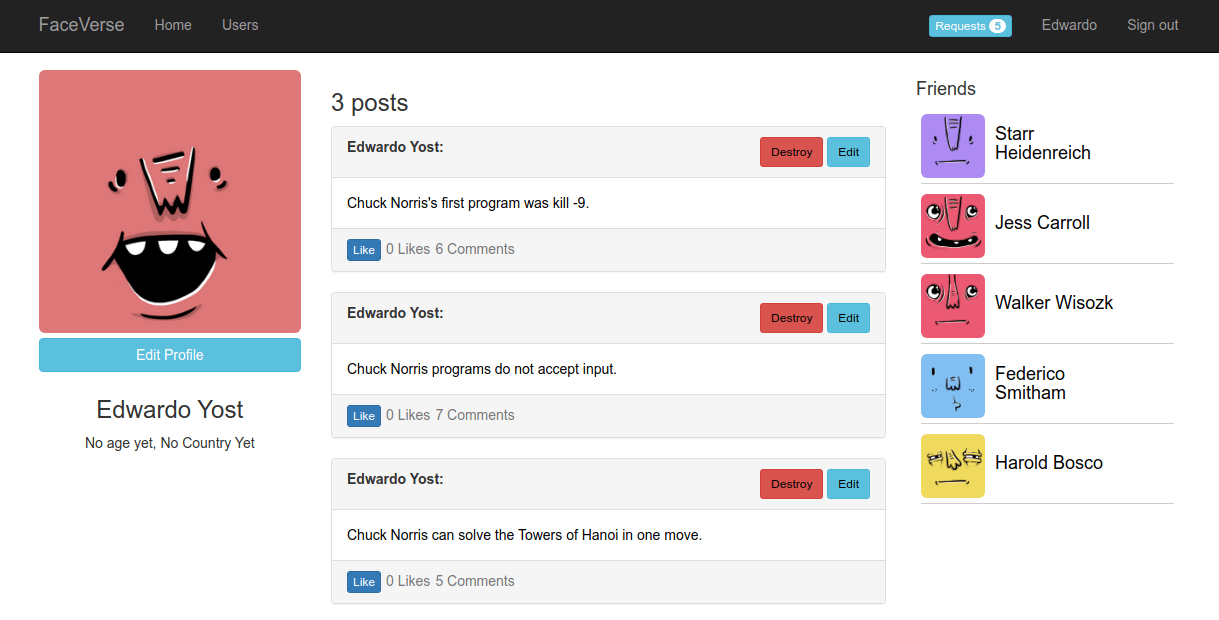 FaceVerse Home Users Requests 5 Edwardo Sign out
Edit Profile
Edwardo Yost
No age yet, No Country Yet
3 posts
Edwardo Yost: Destroy Edit
Chuck Norris's first program was kill -9.
Like 0 Likes 6 Comments
Edwardo Yost: Destroy Edit
Chuck Norris programs do not accept input.
Like 0 Likes 7 Comments
Edwardo Yost: Destroy Edit
Chuck Norris can solve the Towers of Hanoi in one move.
Like 0 Likes 5 Comments
Friends
Starr
Heidenreich
Jess Carroll
Walker Wisozk
Federico
Smitham
Harold Bosco